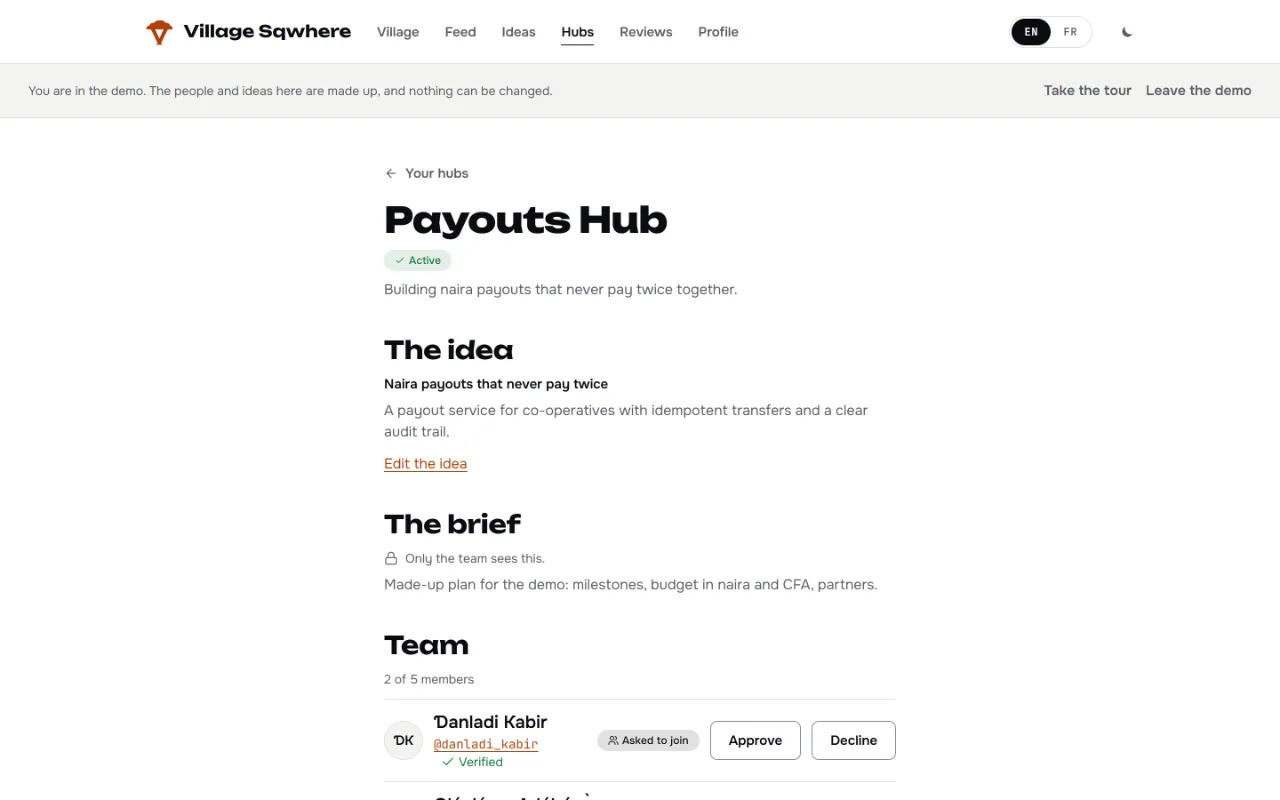 Village Sqwhere
Village
Feed
Ideas
Hubs
Reviews
Profile
EN
FR
You are in the demo. The people and ideas here are made up, and nothing can be changed.
Take the tour
Leave the demo
← Your hubs
Payouts Hub
✓ Active
Building naira payouts that never pay twice together.
The idea
Naira payouts that never pay twice
A payout service for co-operatives with idempotent transfers and a clear
audit trail.
Edit the idea
The brief
Only the team sees this.
Made-up plan for the demo: milestones, budget in naira and CFA, partners.
Team
2 of 5 members
ƊK
Ɗanladi Kabir
@danladi_kabir
✓ Verified
Asked to join
Approve
Decline